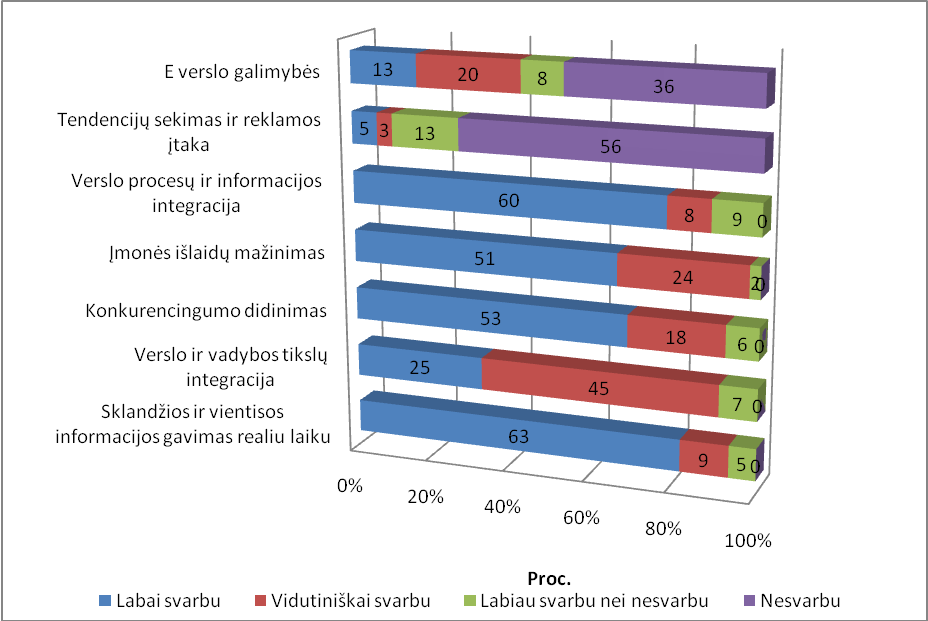 E verslo galimybės
13 20 8 36
Tendencijų sekimas ir reklamos
įtaka
5 3 13 56
Verslo procesų ir informacijos
integracija
60 8 9 0
Įmonės išlaidų mažinimas
51 24 2 0
Konkurencingumo didinimas
53 18 6 0
Verslo ir vadybos tikslų
integracija
25 45 7 0
Sklandžios ir vientisos
informacijos gavimas realiu laiku
63 9 5 0
0% 20% 40% 60% 80% 100%
Proc.
Labai svarbu Vidutiniškai svarbu Labiau svarbu nei nesvarbu Nesvarbu